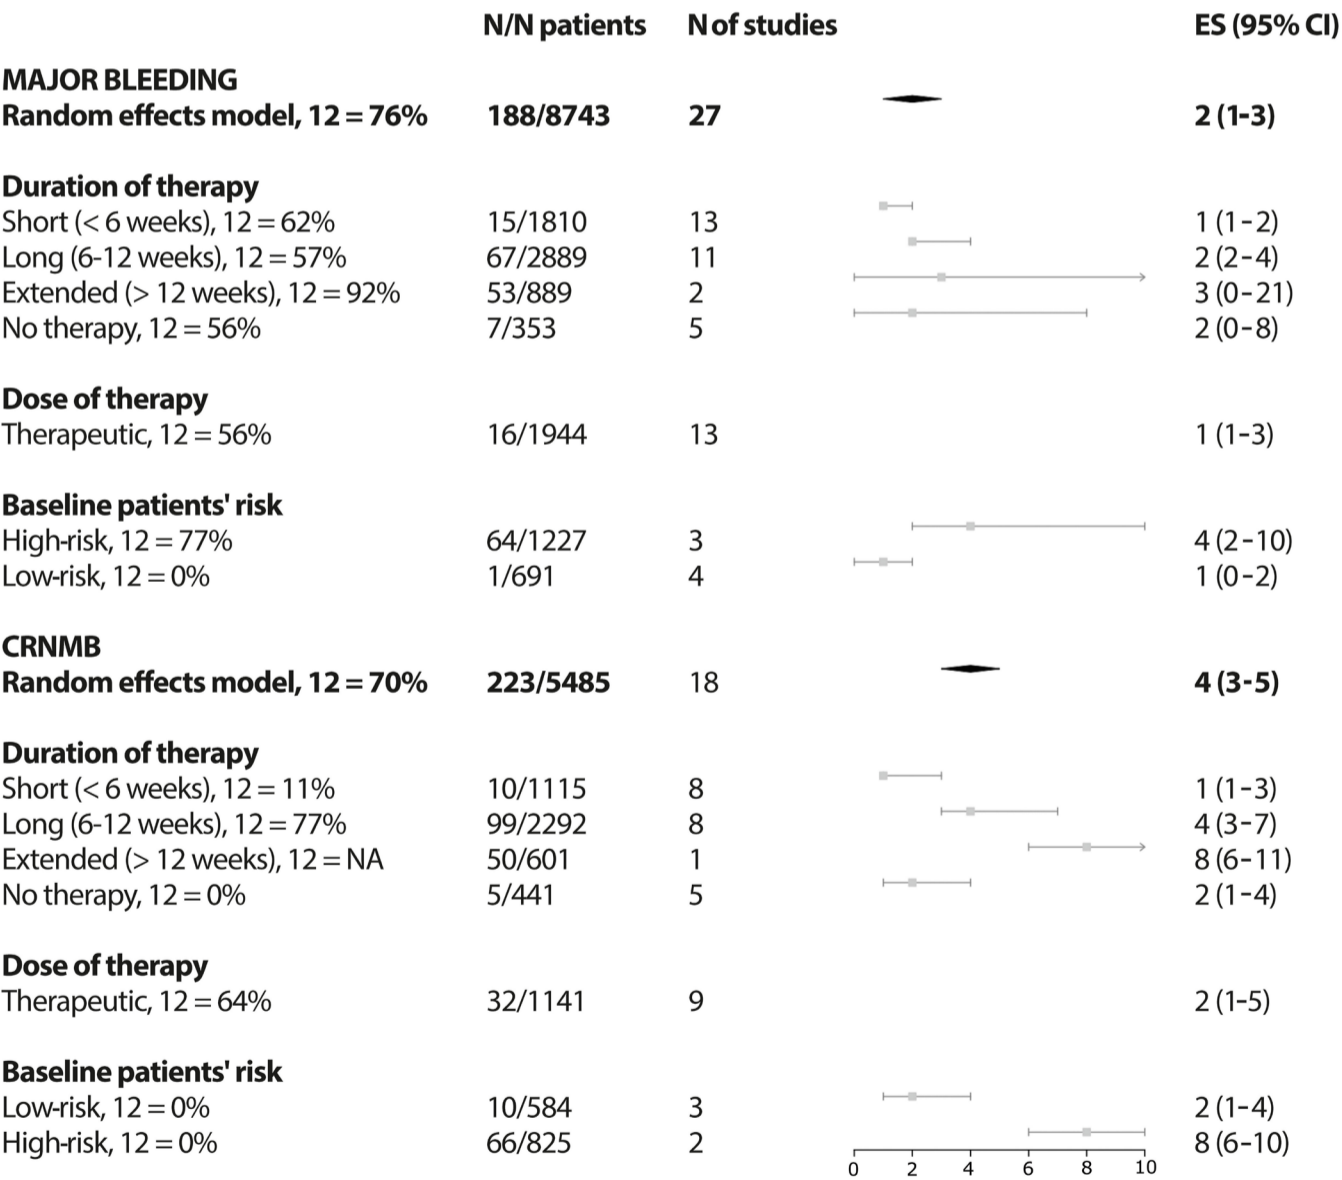 N/N patients N of studies ES (95% CI)
MAJOR BLEEDING
Random effects model, 12 = 76% 188/8743 27 2 (1-3)
Duration of therapy
Short (< 6 weeks), 12 = 62% 15/1810 13 1 (1-2)
Long (6-12 weeks), 12 = 57% 67/2889 11 2 (2-4)
Extended (> 12 weeks), 12 = 92% 53/889 2 3 (0-21)
No therapy, 12 = 56% 7/353 5 2 (0-8)
Dose of therapy
Therapeutic, 12 = 56% 16/1944 13 1 (1-3)
Baseline patients' risk
High-risk, 12 = 77% 64/1227 3 4 (2-10)
Low-risk, 12 = 0% 1/691 4 1 (0-2)
CRNMB
Random effects model, 12 = 70% 223/5485 18 4 (3-5)
Duration of therapy
Short (< 6 weeks), 12 = 11% 10/1115 8 1 (1-3)
Long (6-12 weeks), 12 = 77% 99/2292 8 4 (3-7)
Extended (> 12 weeks), 12 = NA 50/601 1 8 (6-11)
No therapy, 12 = 0% 5/441 5 2 (1-4)
Dose of therapy
Therapeutic, 12 = 64% 32/1141 9 2 (1-5)
Baseline patients' risk
Low-risk, 12 = 0% 10/584 3 2 (1-4)
High-risk, 12 = 0% 66/825 2 8 (6-10)
0 2 4 6 8 10